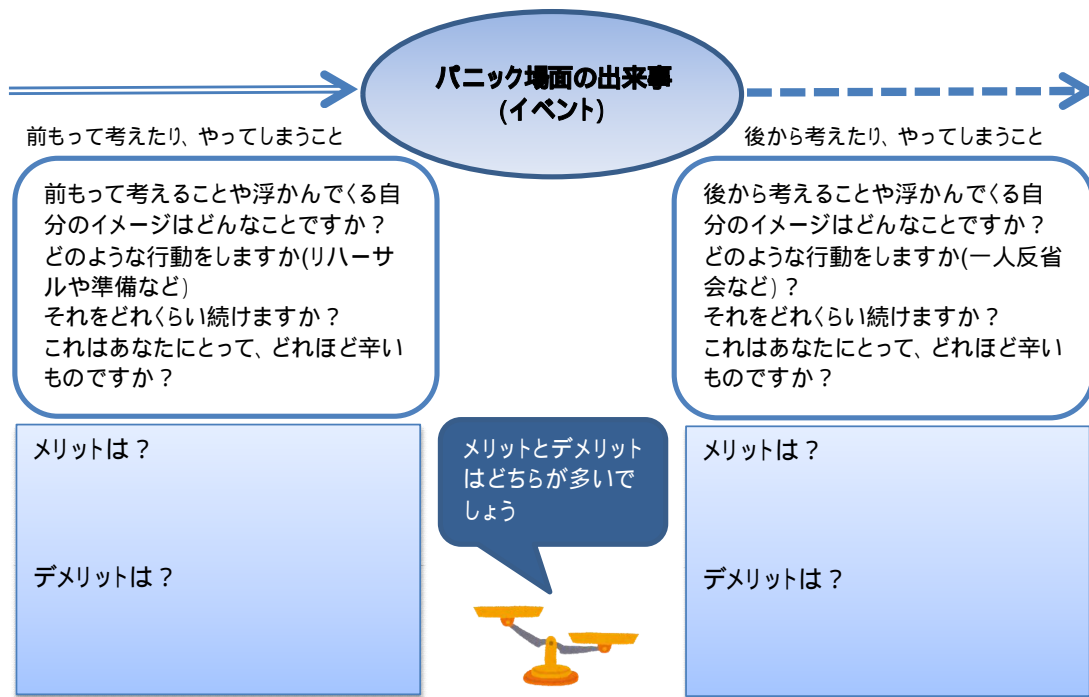 パニック場面の出来事
(イベント)
前もって考えたり、やってしまうこと
後から考えたり、やってしまうこと
前もって考えることや浮かんでくる自
分のイメージはどんなことですか？
どのような行動をしますか(リハーサ
ルや準備など)
それをどれくらい続けますか？
これはあなたにとって、どれほど辛い
ものですか？
後から考えることや浮かんでくる自
分のイメージはどんなことですか？
どのような行動をしますか(一人反省
会など)？
それをどれくらい続けますか？
これはあなたにとって、どれほど辛い
ものですか？
メリットは？
デメリットは？
メリットとデメリット
はどちらが多いで
しょう
メリットは？
デメリットは？